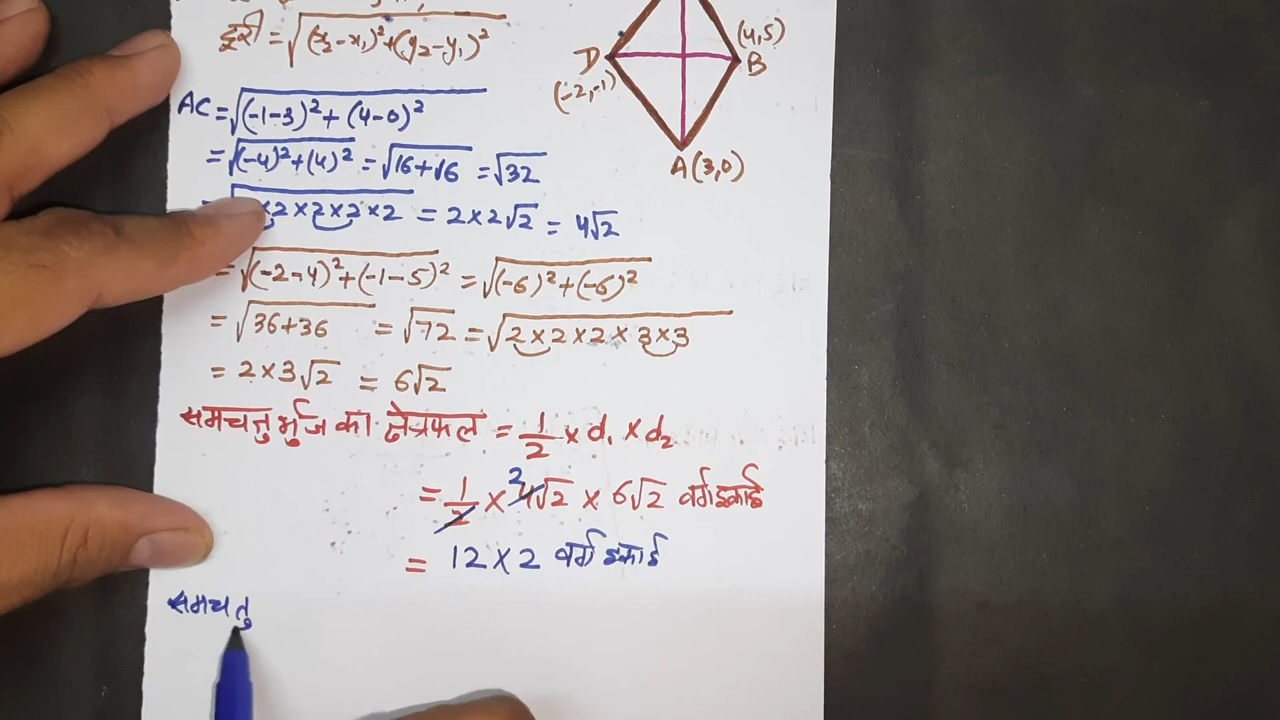 दूरी = √(x₂-x₁)²+(y₂-y₁)²
(4,5)
D B
(-2,-1)
AC = √(-1-3)² + (4-0)²
= √(-4)²+(4)² = √16+16 = √32
A(3,0)
×2×2×2×2 = 2×2√2 = 4√2
= √(-2-4)²+(-1-5)² = √(-6)²+(-6)²
= √36+36 = √72 = √2×2×2×3×3
= 2×3√2 = 6√2
समचतुर्भुज का क्षेत्रफल = 1/2 × d₁ × d₂
= 1/2 × 4√2 × 6√2 वर्ग इकाई
2
= 12×2 वर्ग इकाई
समचतु